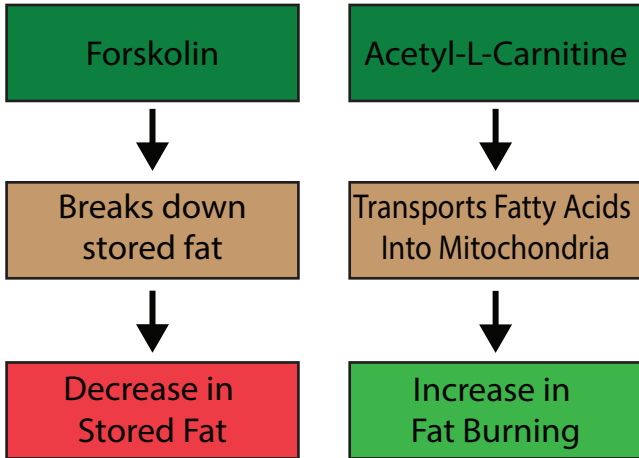 Forskolin
Breaks down
stored fat
Decrease in
Stored Fat
Acetyl-L-Carnitine
Transports Fatty Acids
Into Mitochondria
Increase in
Fat Burning